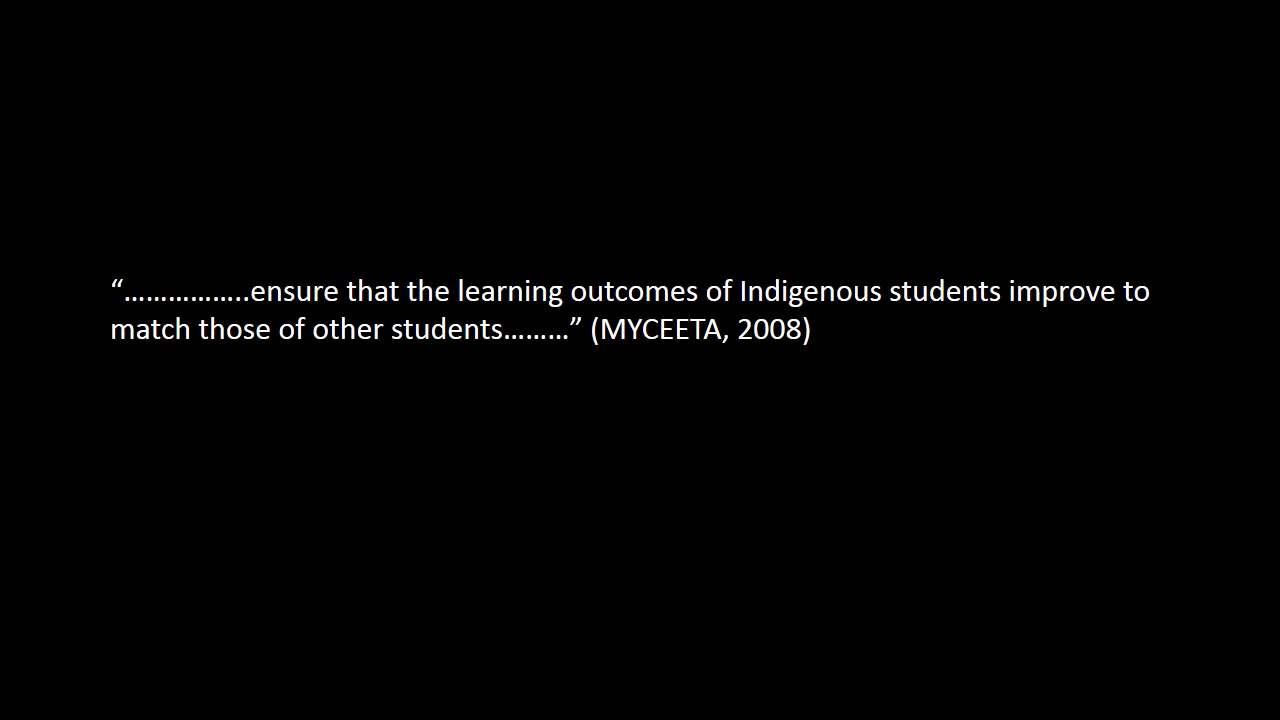 “……………..ensure that the learning outcomes of Indigenous students improve to
match those of other students………” (MYCEETA, 2008)